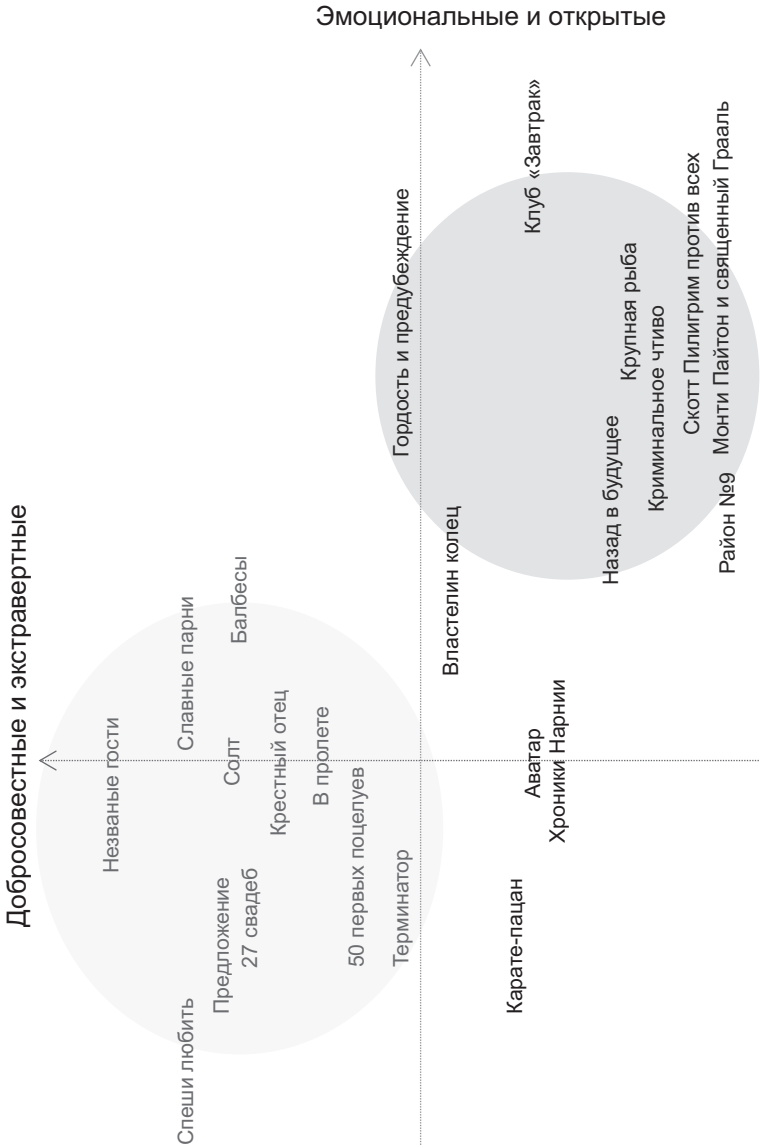 Эмоциональные и открытые
Добросовестные и экстравертные
Незваные гости
Славные парни
Спеши любить
Балбесы
Солт
Предложение
27 свадеб
Крестный отец
В пролете
50 первых поцелуев
Терминатор
Гордость и предубеждение
Властелин колец
Карате-пацан
Аватар
Хроники Нарнии
Клуб «Завтрак»
Назад в будущее
Крупная рыба
Криминальное чтиво
Скотт Пилигрим против всех
Монти Пайтон и священный Грааль
Район №9